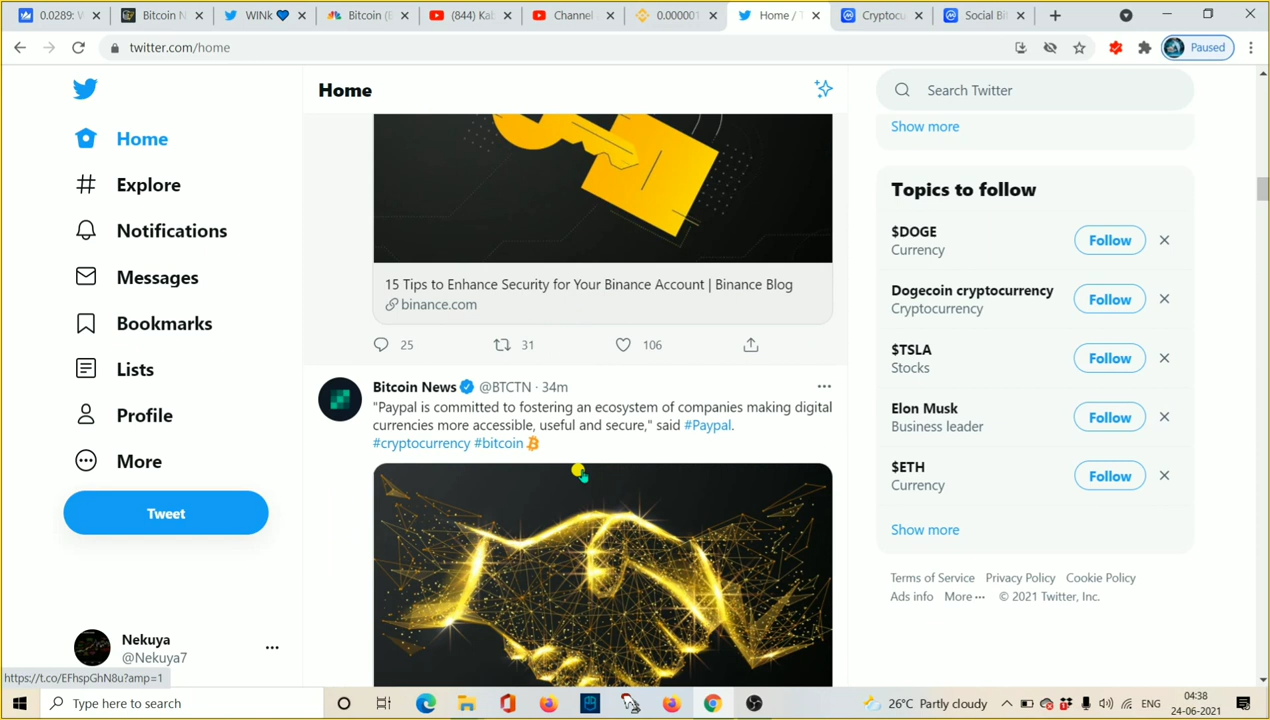 0.0289: W
Bitcoin N
WINk 💙
Bitcoin (E
(844) Kab
Channel
0.000001
Home / T
Cryptocu
Social Bit
twitter.com/home
Paused
Home
Explore
Notifications
Messages
Bookmarks
Lists
Profile
More
Tweet
Nekuya
@Nekuya7
Home
15 Tips to Enhance Security for Your Binance Account | Binance Blog
binance.com
25 31 106
Bitcoin News @BTCTN · 34m
"Paypal is committed to fostering an ecosystem of companies making digital
currencies more accessible, useful and secure," said #Paypal.
#cryptocurrency #bitcoin
Search Twitter
Show more
Topics to follow
$DOGE
Currency
Follow
Dogecoin cryptocurrency
Cryptocurrency
Follow
$TSLA
Stocks
Follow
Elon Musk
Business leader
Follow
$ETH
Currency
Follow
Show more
Terms of Service Privacy Policy Cookie Policy
Ads info More ··· © 2021 Twitter, Inc.
https://t.co/EFhspGhN8u?amp=1
Type here to search
26°C Partly cloudy
ENG
04:38
24-06-2021